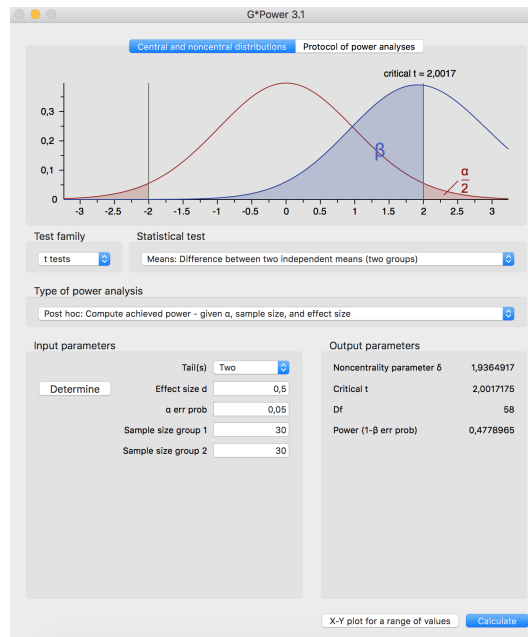 G*Power 3.1
Central and noncentral distributions Protocol of power analyses
critical t = 2,0017
0,3
0,2
0,1
0
β
α
2
-3 -2.5 -2 -1.5 -1 -0.5 0 0.5 1 1.5 2 2.5 3
Test family Statistical test
t tests Means: Difference between two independent means (two groups)
Type of power analysis
Post hoc: Compute achieved power - given α, sample size, and effect size
Input parameters
Tail(s) Two
Determine Effect size d 0,5
α err prob 0,05
Sample size group 1 30
Sample size group 2 30
Output parameters
Noncentrality parameter δ 1,9364917
Critical t 2,0017175
Df 58
Power (1-β err prob) 0,4778965
X-Y plot for a range of values Calculate